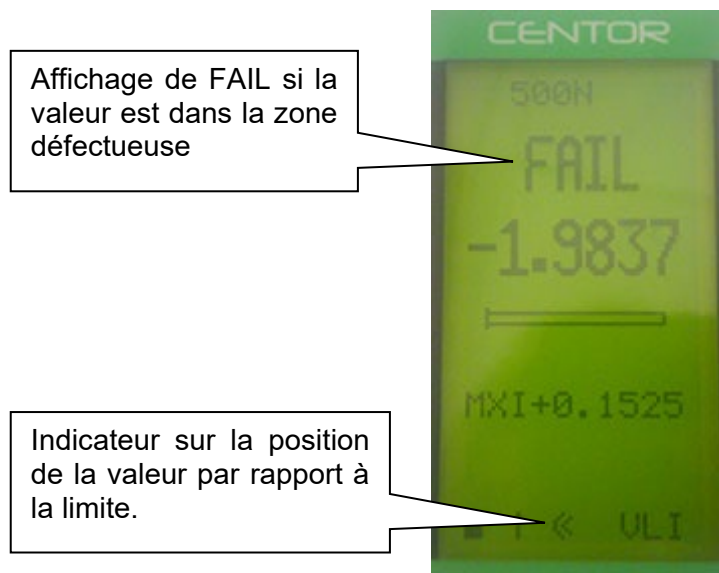 CENTOR
Affichage de FAIL si la
valeur est dans la zone
défectueuse
500N
FAIL
-1.9837
MXI+0.1525
Indicateur sur la position
de la valeur par rapport à
la limite.
« VLI